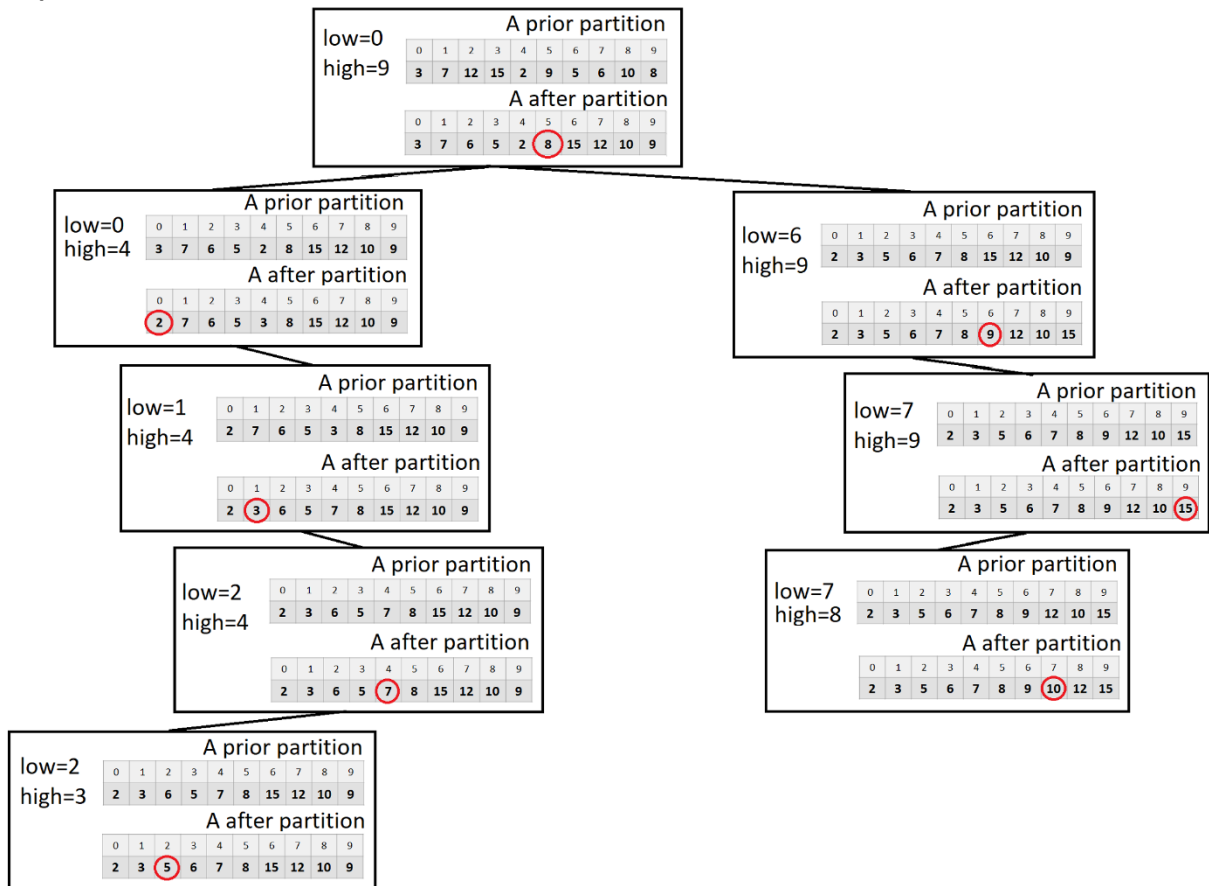 A prior partition
low=0
high=9
0 1 2 3 4 5 6 7 8 9
3 7 12 15 2 9 5 6 10 8
A after partition
0 1 2 3 4 5 6 7 8 9
3 7 6 5 2 8 15 12 10 9
A prior partition
low=0
high=4
0 1 2 3 4 5 6 7 8 9
3 7 6 5 2 8 15 12 10 9
A after partition
0 1 2 3 4 5 6 7 8 9
2 7 6 5 3 8 15 12 10 9
A prior partition
low=6
high=9
0 1 2 3 4 5 6 7 8 9
2 3 5 6 7 8 15 12 10 9
A after partition
0 1 2 3 4 5 6 7 8 9
2 3 5 6 7 8 9 12 10 15
A prior partition
low=1
high=4
0 1 2 3 4 5 6 7 8 9
2 7 6 5 3 8 15 12 10 9
A after partition
0 1 2 3 4 5 6 7 8 9
2 3 6 5 7 8 15 12 10 9
A prior partition
low=7
high=9
0 1 2 3 4 5 6 7 8 9
2 3 5 6 7 8 9 12 10 15
A after partition
0 1 2 3 4 5 6 7 8 9
2 3 5 6 7 8 9 12 10 15
A prior partition
low=2
high=4
0 1 2 3 4 5 6 7 8 9
2 3 6 5 7 8 15 12 10 9
A after partition
0 1 2 3 4 5 6 7 8 9
2 3 6 5 7 8 15 12 10 9
A prior partition
low=7
high=8
0 1 2 3 4 5 6 7 8 9
2 3 5 6 7 8 9 12 10 15
A after partition
0 1 2 3 4 5 6 7 8 9
2 3 5 6 7 8 9 10 12 15
A prior partition
low=2
high=3
0 1 2 3 4 5 6 7 8 9
2 3 6 5 7 8 15 12 10 9
A after partition
0 1 2 3 4 5 6 7 8 9
2 3 5 6 7 8 15 12 10 9